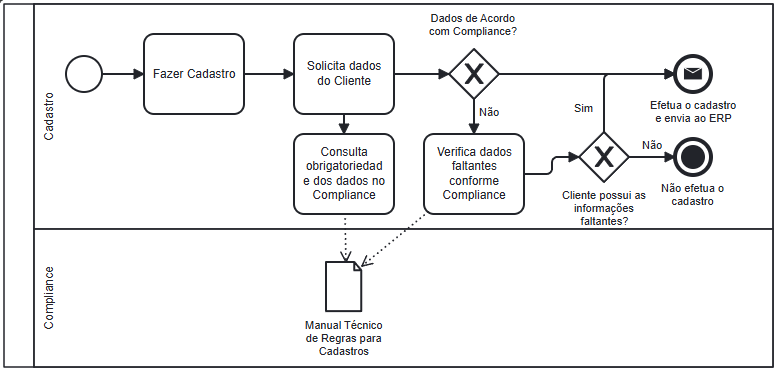 Cadastro
Fazer Cadastro
Solicita dados
do Cliente
Dados de Acordo
com Compliance?
Não
Sim
Efetua o cadastro
e envia ao ERP
Consulta
obrigatoriedad
e dos dados no
Compliance
Verifica dados
faltantes
conforme
Compliance
Cliente possui as
informações
faltantes?
Não
Não efetua o
cadastro
Compliance
Manual Técnico
de Regras para
Cadastros